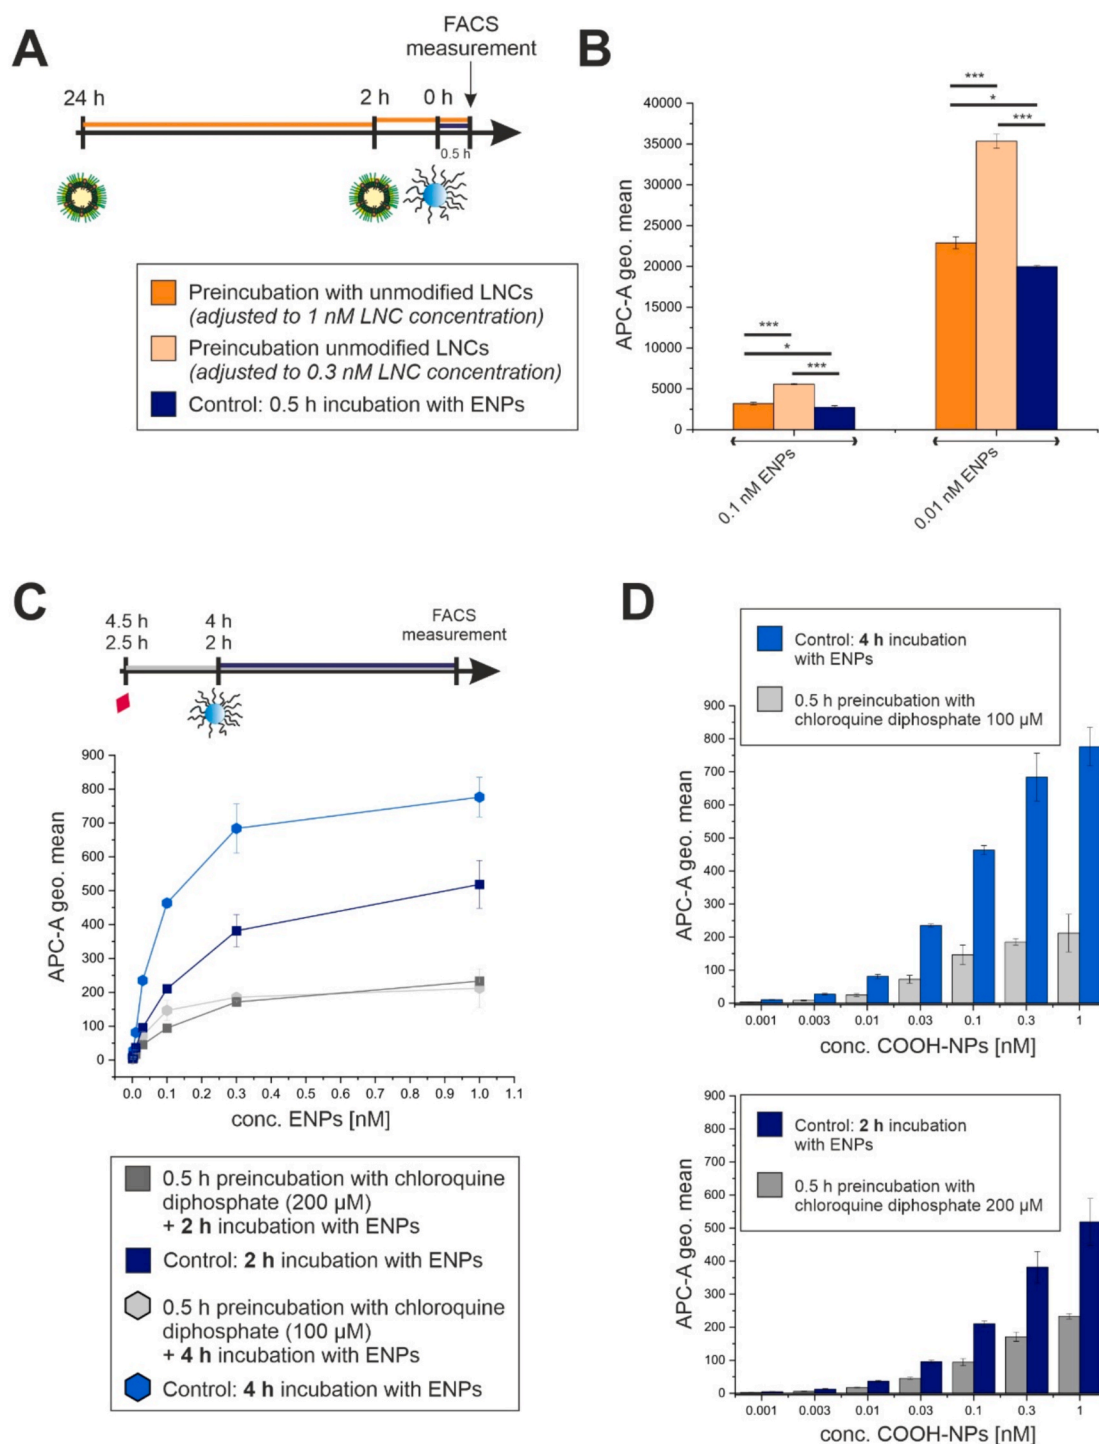 A
FACS
measurement
24 h
2 h
0 h
0.5 h
Preincubation with unmodified LNCs
(adjusted to 1 nM LNC concentration)
Preincubation unmodified LNCs
(adjusted to 0.3 nM LNC concentration)
Control: 0.5 h incubation with ENPs
B
***
*
***
***
*
***
40000
35000
30000
25000
20000
15000
10000
5000
0
APC-A geo. mean
0.1 nM ENPs
0.01 nM ENPs
C
4.5 h
2.5 h
4 h
2 h
FACS
measurement
900
800
700
600
500
400
300
200
100
0
APC-A geo. mean
0.0 0.1 0.2 0.3 0.4 0.5 0.6 0.7 0.8 0.9 1.0 1.1
conc. ENPs [nM]
0.5 h preincubation with chloroquine
diphosphate (200 µM)
+ 2 h incubation with ENPs
Control: 2 h incubation with ENPs
0.5 h preincubation with chloroquine
diphosphate (100 µM)
+ 4 h incubation with ENPs
Control: 4 h incubation with ENPs
D
Control: 4 h incubation
with ENPs
0.5 h preincubation with
chloroquine diphosphate 100 µM
900
800
700
600
500
400
300
200
100
0
APC-A geo. mean
0.001 0.003 0.01 0.03 0.1 0.3 1
conc. COOH-NPs [nM]
Control: 2 h incubation
with ENPs
0.5 h preincubation with
chloroquine diphosphate 200 µM
900
800
700
600
500
400
300
200
100
0
APC-A geo. mean
0.001 0.003 0.01 0.03 0.1 0.3 1
conc. COOH-NPs [nM]